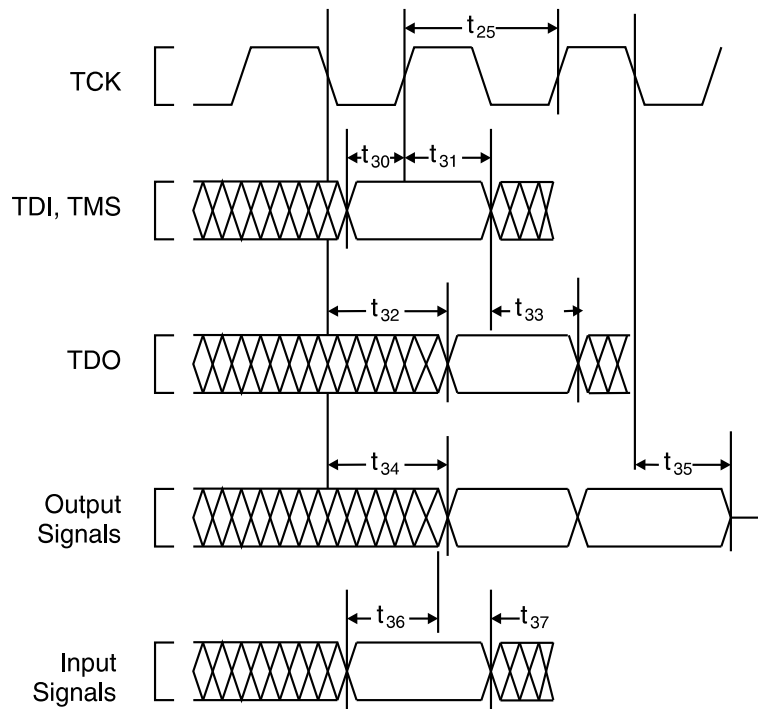 t25
TCK
t30 t31
TDI, TMS
t32 t33
TDO
t34 t35
Output
Signals
t36 t37
Input
Signals